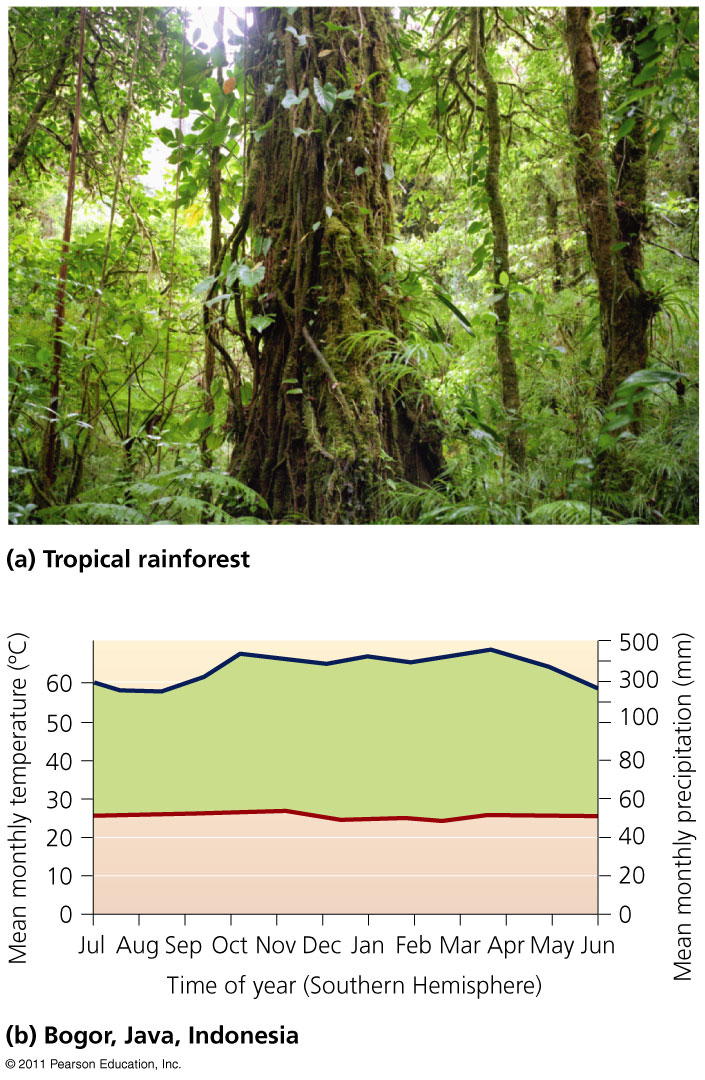 (a) Tropical rainforest
Mean monthly temperature (ºC)
60
50
40
30
20
10
0
500
300
100
80
60
40
20
0
Mean monthly precipitation (mm)
Jul Aug Sep Oct Nov Dec Jan Feb Mar Apr May Jun
Time of year (Southern Hemisphere)
(b) Bogor, Java, Indonesia
© 2011 Pearson Education, Inc.